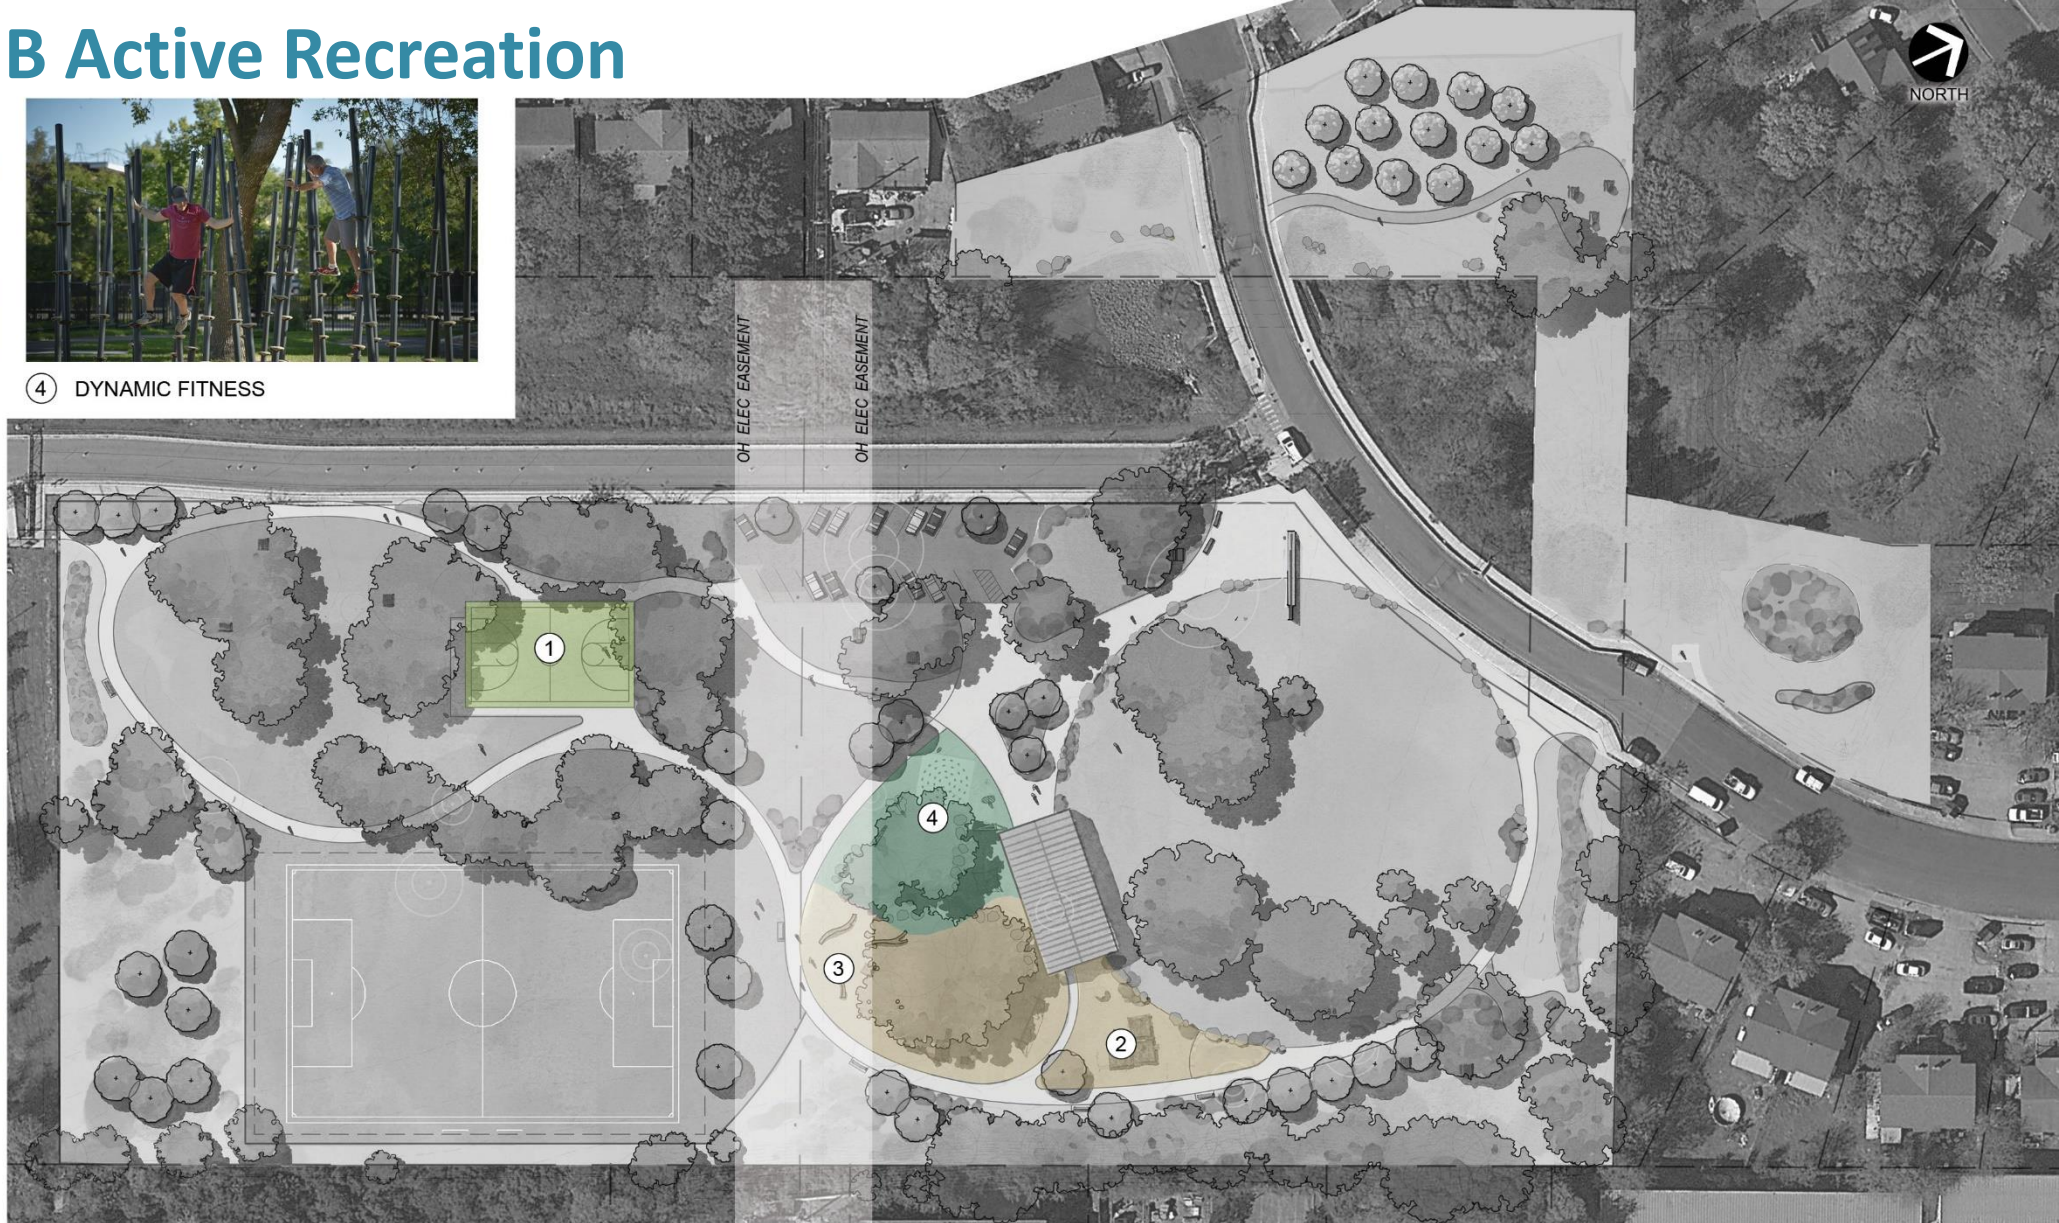 B Active Recreation
NORTH
4 DYNAMIC FITNESS
OH ELEC EASEMENT
OH ELEC EASEMENT
1
4
3
2